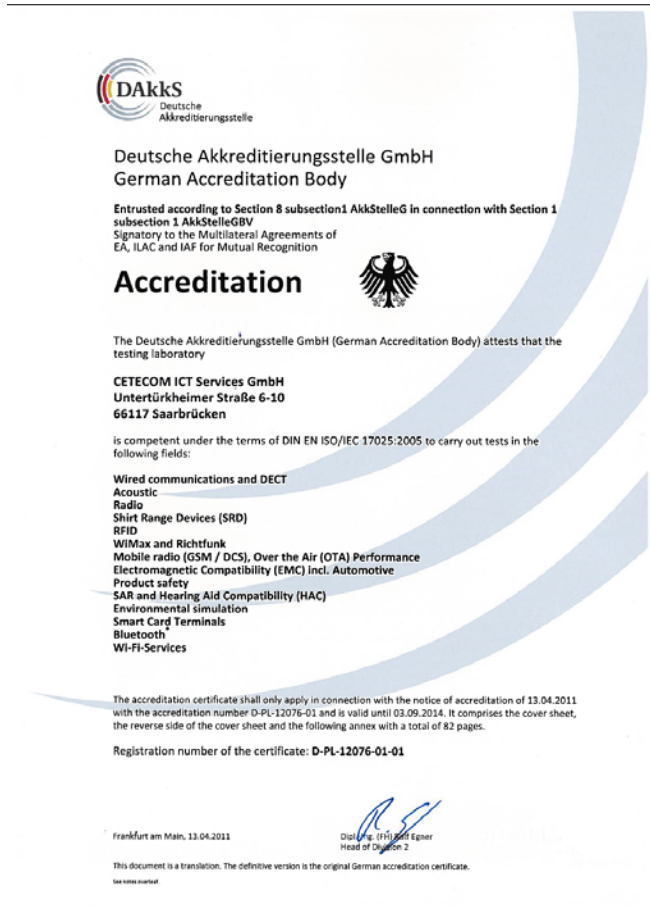 DAkkS
Deutsche
Akkreditierungsstelle
Deutsche Akkreditierungsstelle GmbH
German Accreditation Body
Entrusted according to Section 8 subsection1 AkkStelleG in connection with Section 1
subsection 1 AkkStelleGBV
Signatory to the Multilateral Agreements of
EA, ILAC and IAF for Mutual Recognition
Accreditation
The Deutsche Akkreditierungsstelle GmbH (German Accreditation Body) attests that the
testing laboratory
CETECOM ICT Services GmbH
Untertürkheimer Straße 6-10
66117 Saarbrücken
is competent under the terms of DIN EN ISO/IEC 17025:2005 to carry out tests in the
following fields:
Wired communications and DECT
Acoustic
Radio
Shirt Range Devices (SRD)
RFID
WiMax and Richtfunk
Mobile radio (GSM / DCS), Over the Air (OTA) Performance
Electromagnetic Compatibility (EMC) incl. Automotive
Product safety
SAR and Hearing Aid Compatibility (HAC)
Environmental simulation
Smart Card Terminals
Bluetooth*
Wi-Fi-Services
The accreditation certificate shall only apply in connection with the notice of accreditation of 13.04.2011
with the accreditation number D-PL-12076-01 and is valid until 03.09.2014. It comprises the cover sheet,
the reverse side of the cover sheet and the following annex with a total of 82 pages.
Registration number of the certificate: D-PL-12076-01-01
Frankfurt am Main, 13.04.2011
Dipl.-Ing. (FH) Ralf Egner
Head of Division 2
This document is a translation. The definitive version is the original German accreditation certificate.
See notes overleaf.